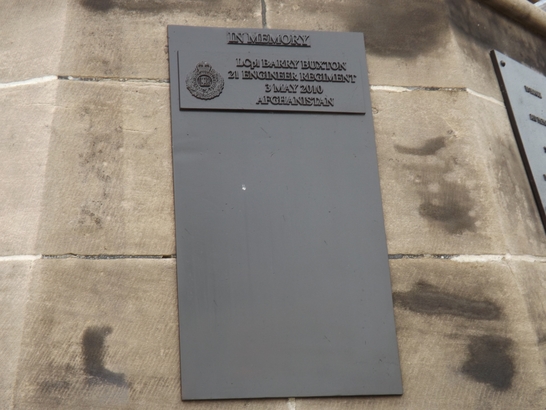 IN MEMORY
LCpl BARRY BUXTON
21 ENGINEER REGIMENT
3 MAY 2010
AFGHANISTAN